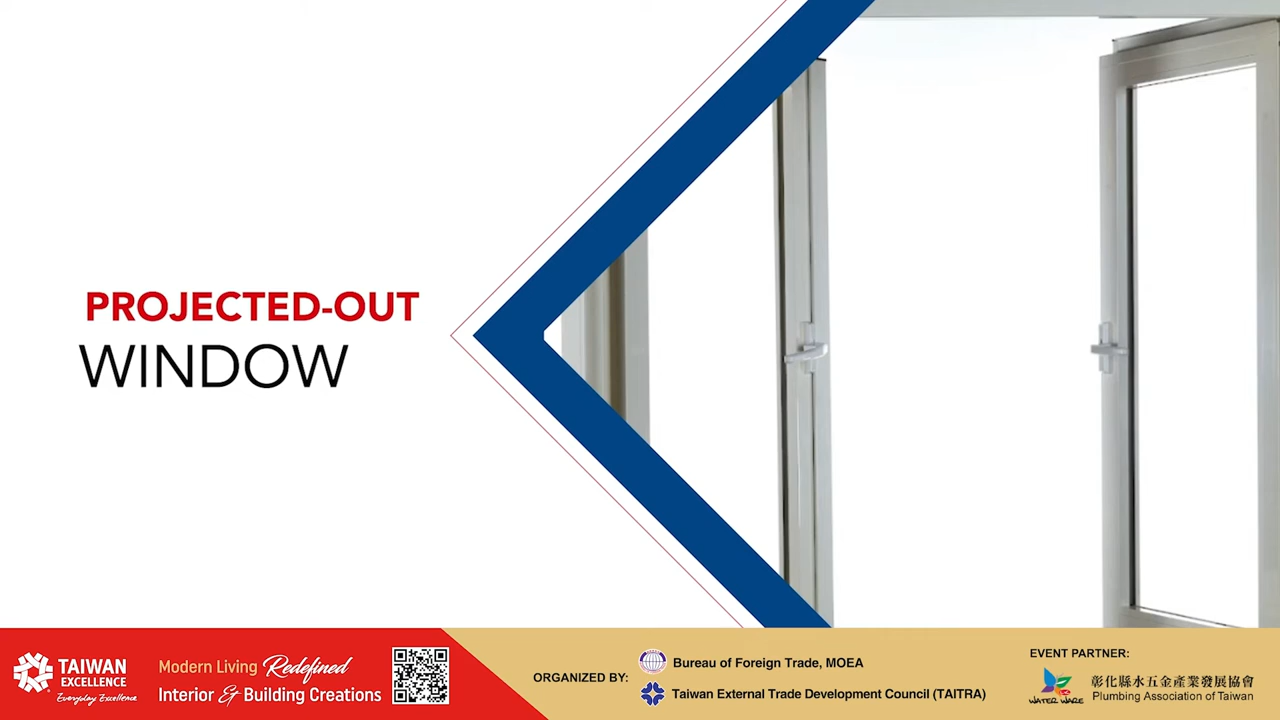 PROJECTED-OUT
WINDOW
TAIWAN
EXCELLENCE
Everyday Excellence
Modern Living Redefined
Interior & Building Creations
ORGANIZED BY:
Bureau of Foreign Trade, MOEA
Taiwan External Trade Development Council (TAITRA)
EVENT PARTNER:
WATER WARE
彰化縣水五金產業發展協會
Plumbing Association of Taiwan